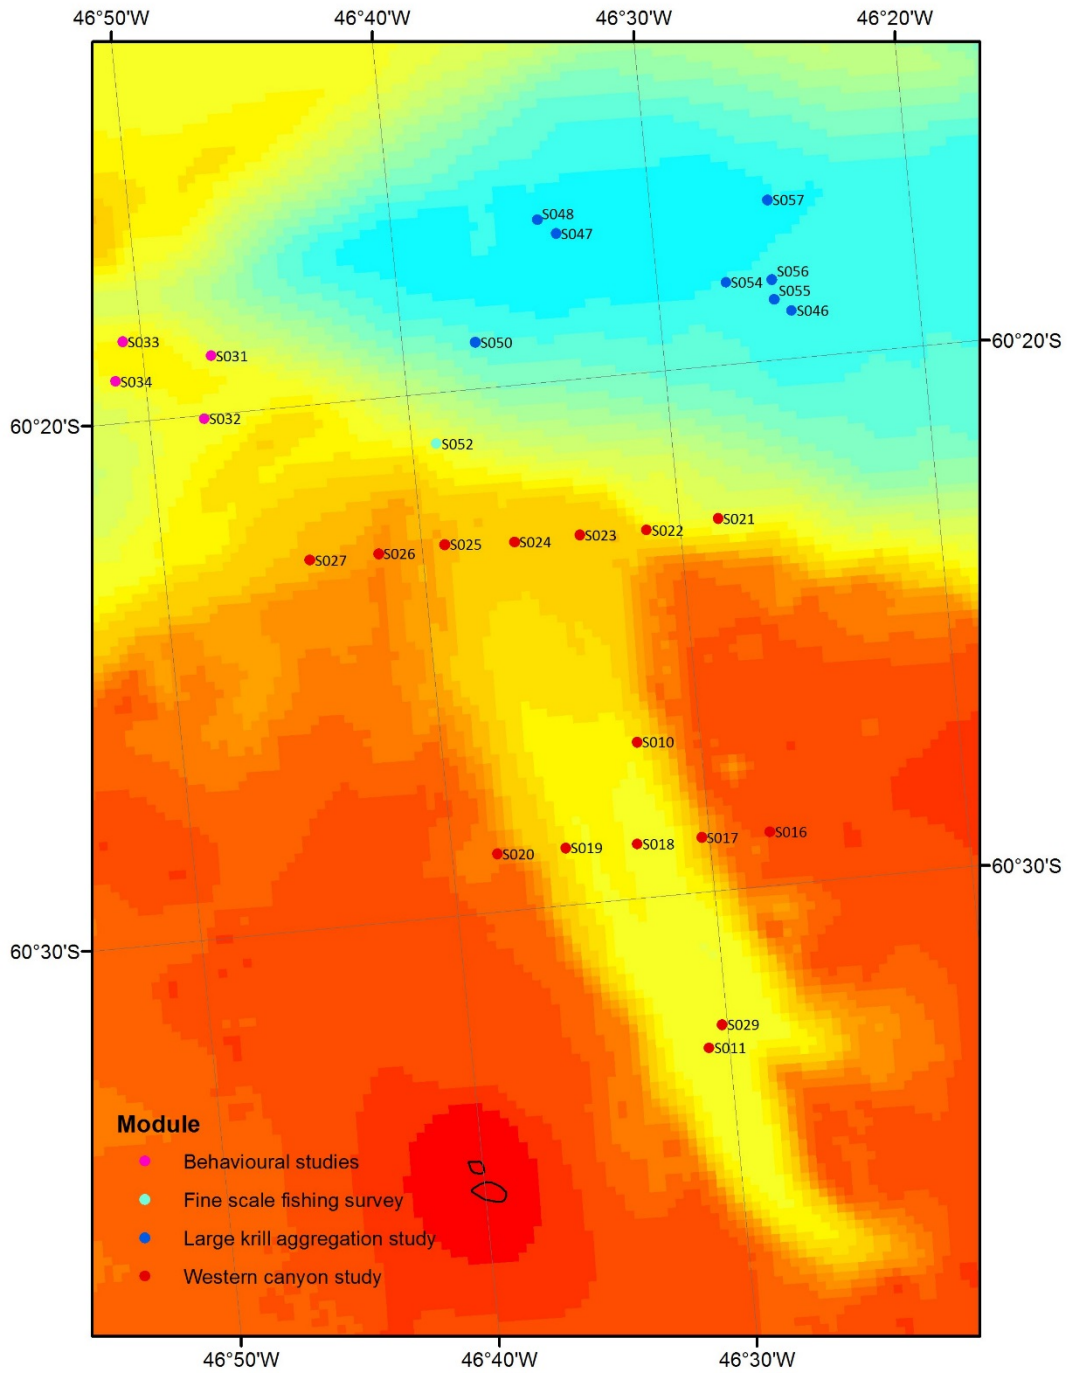 46°50'W 46°40'W 46°30'W 46°20'W
S057
S048
S047
S056
S054
S055
S046
S033
S050
60°20'S
S031
S034
S032
60°20'S
S052
S021
S022
S023
S024
S025
S026
S027
S010
S016
S017
S018
S019
S020
60°30'S
60°30'S
S029
S011
Module
Behavioural studies
Fine scale fishing survey
Large krill aggregation study
Western canyon study
46°50'W 46°40'W 46°30'W